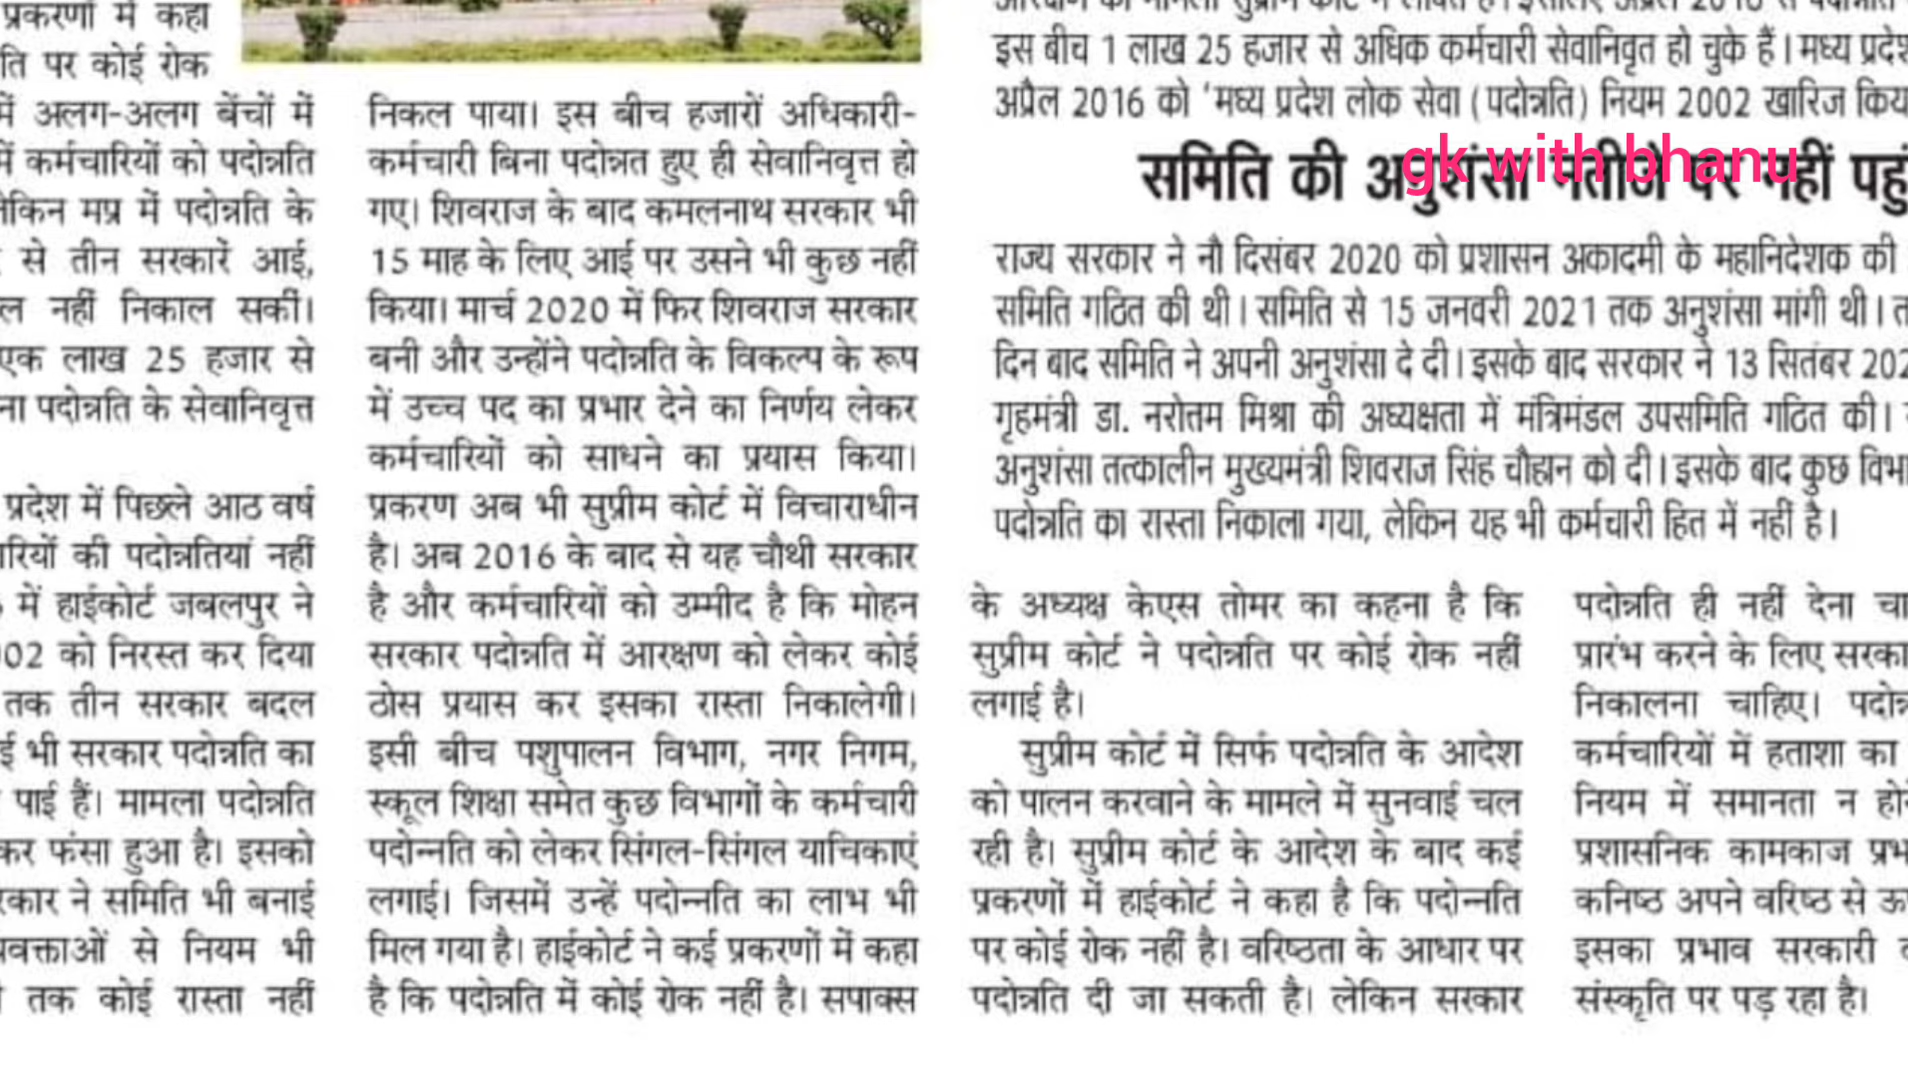 प्रकरणों में कहा
ति पर कोई रोक
में अलग-अलग बेंचों में
में कर्मचारियों को पदोन्नति
किन मप्र में पदोन्नति के
से तीन सरकारें आई,
ल नहीं निकाल सकीं।
एक लाख 25 हजार से
ना पदोन्नति के सेवानिवृत्त
प्रदेश में पिछले आठ वर्ष
रियों की पदोन्नतियां नहीं
में हाईकोर्ट जबलपुर ने
02 को निरस्त कर दिया
तक तीन सरकार बदल
ई भी सरकार पदोन्नति का
पाई हैं। मामला पदोन्नति
कर फंसा हुआ है। इसको
रकार ने समिति भी बनाई
वक्ताओं से नियम भी
तक कोई रास्ता नहीं
निकल पाया। इस बीच हजारों अधिकारी-
कर्मचारी बिना पदोन्नत हुए ही सेवानिवृत्त हो
गए। शिवराज के बाद कमलनाथ सरकार भी
15 माह के लिए आई पर उसने भी कुछ नहीं
किया। मार्च 2020 में फिर शिवराज सरकार
बनी और उन्होंने पदोन्नति के विकल्प के रूप
में उच्च पद का प्रभार देने का निर्णय लेकर
कर्मचारियों को साधने का प्रयास किया।
प्रकरण अब भी सुप्रीम कोर्ट में विचाराधीन
है। अब 2016 के बाद से यह चौथी सरकार
है और कर्मचारियों को उम्मीद है कि मोहन
सरकार पदोन्नति में आरक्षण को लेकर कोई
ठोस प्रयास कर इसका रास्ता निकालेगी।
इसी बीच पशुपालन विभाग, नगर निगम,
स्कूल शिक्षा समेत कुछ विभागों के कर्मचारी
पदोन्नति को लेकर सिंगल-सिंगल याचिकाएं
लगाई। जिसमें उन्हें पदोन्नति का लाभ भी
मिल गया है। हाईकोर्ट ने कई प्रकरणों में कहा
है कि पदोन्नति में कोई रोक नहीं है। सपाक्स
इस बीच 1 लाख 25 हजार से अधिक कर्मचारी सेवानिवृत हो चुके हैं। मध्य प्रदेश
अप्रैल 2016 को 'मध्य प्रदेश लोक सेवा (पदोन्नति) नियम 2002 खारिज किय
gk with bhanu
समिति की अनुशंसा नतीजे पर नहीं पहुं
राज्य सरकार ने नौ दिसंबर 2020 को प्रशासन अकादमी के महानिदेशक की
समिति गठित की थी। समिति से 15 जनवरी 2021 तक अनुशंसा मांगी थी। त
दिन बाद समिति ने अपनी अनुशंसा दे दी। इसके बाद सरकार ने 13 सितंबर 202
गृहमंत्री डा. नरोतम मिश्रा की अध्यक्षता में मंत्रिमंडल उपसमिति गठित की।
अनुशंसा तत्कालीन मुख्यमंत्री शिवराज सिंह चौहान को दी। इसके बाद कुछ विभा
पदोन्नति का रास्ता निकाला गया, लेकिन यह भी कर्मचारी हित में नहीं है।
के अध्यक्ष केएस तोमर का कहना है कि
सुप्रीम कोर्ट ने पदोन्नति पर कोई रोक नहीं
लगाई है।
सुप्रीम कोर्ट में सिर्फ पदोन्नति के आदेश
को पालन करवाने के मामले में सुनवाई चल
रही है। सुप्रीम कोर्ट के आदेश के बाद कई
प्रकरणों में हाईकोर्ट ने कहा है कि पदोन्नति
पर कोई रोक नहीं है। वरिष्ठता के आधार पर
पदोन्नति दी जा सकती है। लेकिन सरकार
पदोन्नति ही नहीं देना चा
प्रारंभ करने के लिए सरका
निकालना चाहिए। पदोन्न
कर्मचारियों में हताशा का
नियम में समानता न होने
प्रशासनिक कामकाज प्रभ
कनिष्ठ अपने वरिष्ठ से ऊ
इसका प्रभाव सरकारी
संस्कृति पर पड़ रहा है।